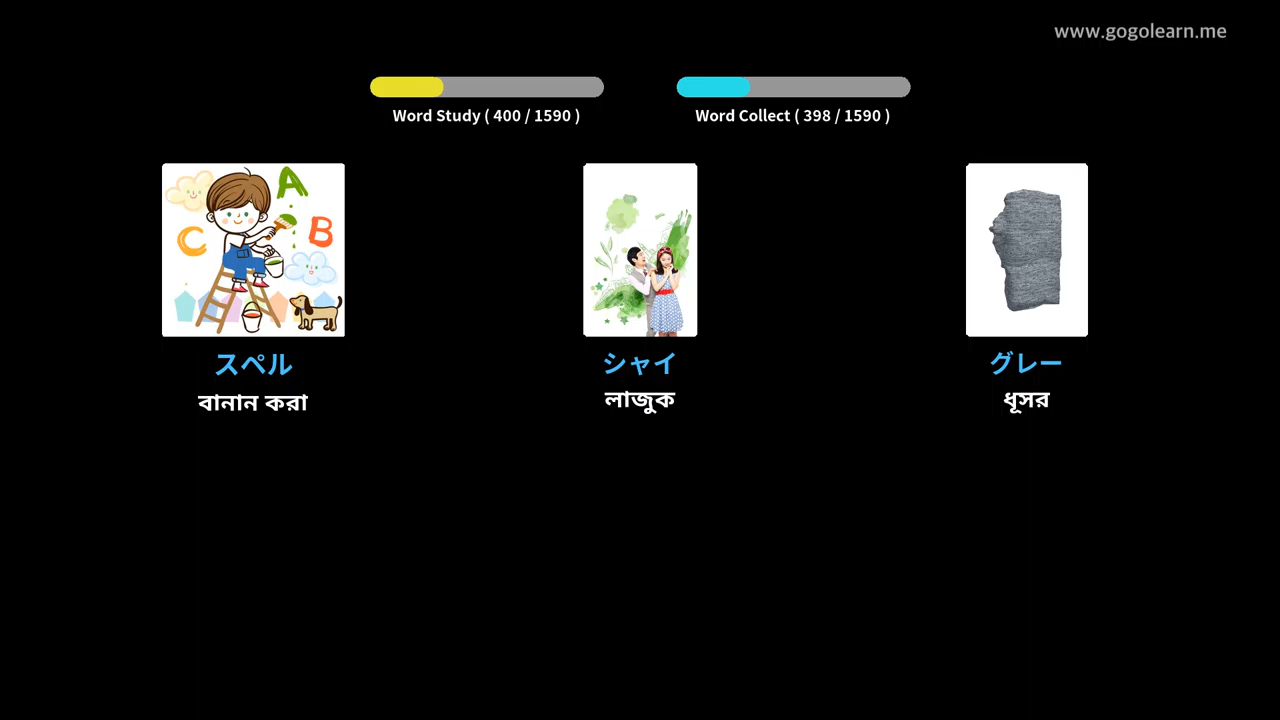 www.gogolearn.me
Word Study ( 400 / 1590 )
Word Collect ( 398 / 1590 )
A
B
C
スペル
বানান করা
シャイ
লাজুক
グレー
ধূসর